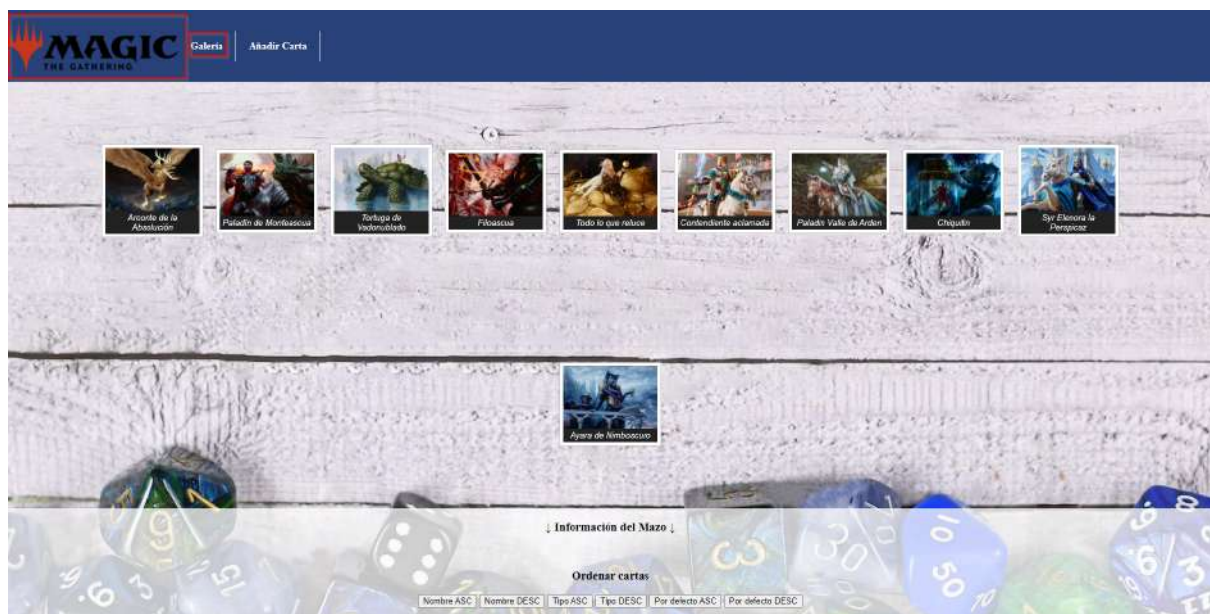 MAGIC
THE GATHERING
Galería
Añadir Carta
Arconte de la
Absolución
Paladín de Monteascua
Tortuga de
Vadonublado
Filoascua
Todo lo que reluce
Contendiente aclamada
Paladín Valle de Arden
Chiquitín
Syr Elenora la
Perspicaz
Ayara de Nimboscuro
↓ Información del Mazo ↓
Ordenar cartas
Nombre ASC Nombre DESC Tipo ASC Tipo DESC Por defecto ASC Por defecto DESC